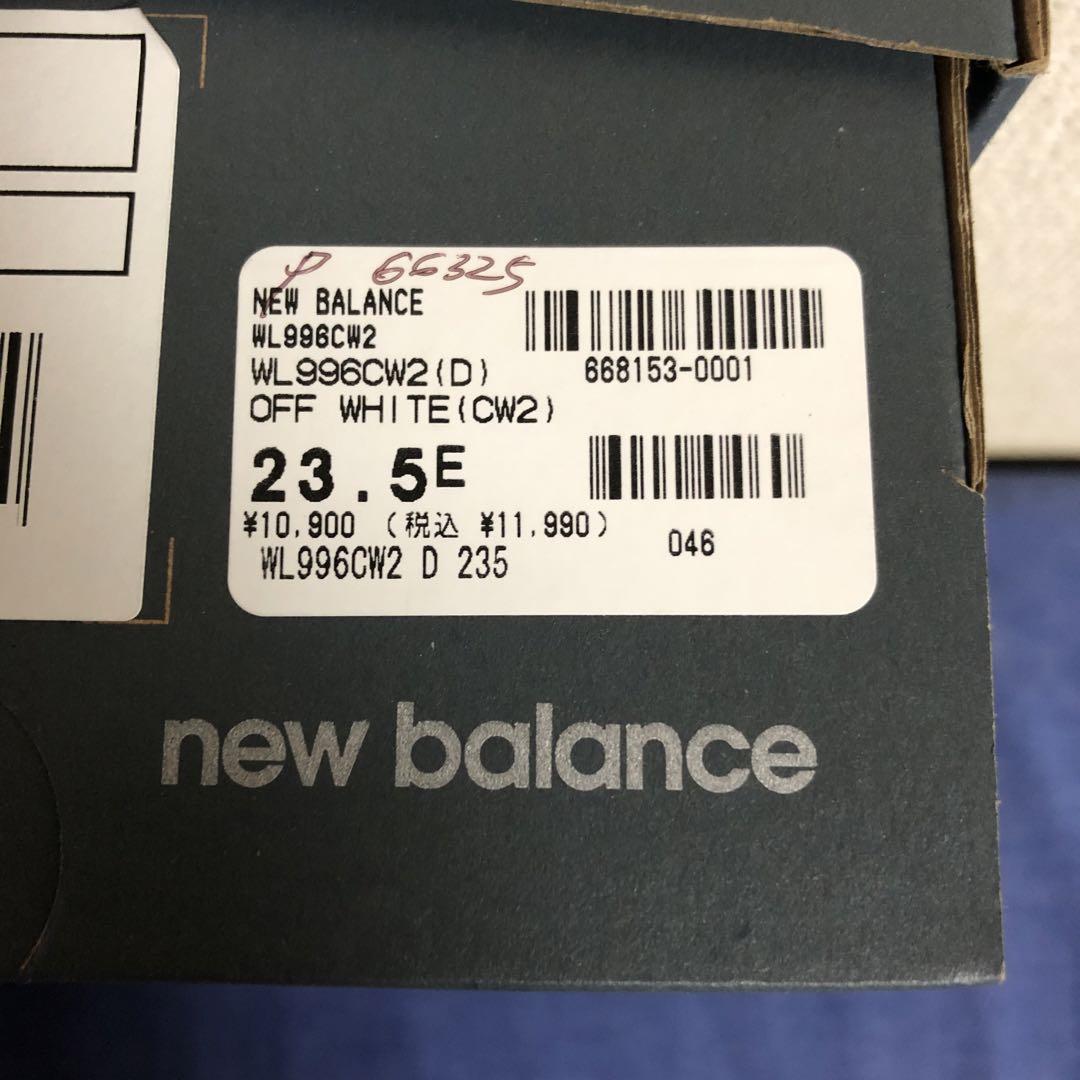 P 66325
NEW BALANCE
WL996CW2
WL996CW2(D) 668153-0001
OFF WHITE(CW2)
23.5E
¥10,900 (税込 ¥11,990)
WL996CW2 D 235 046
new balance